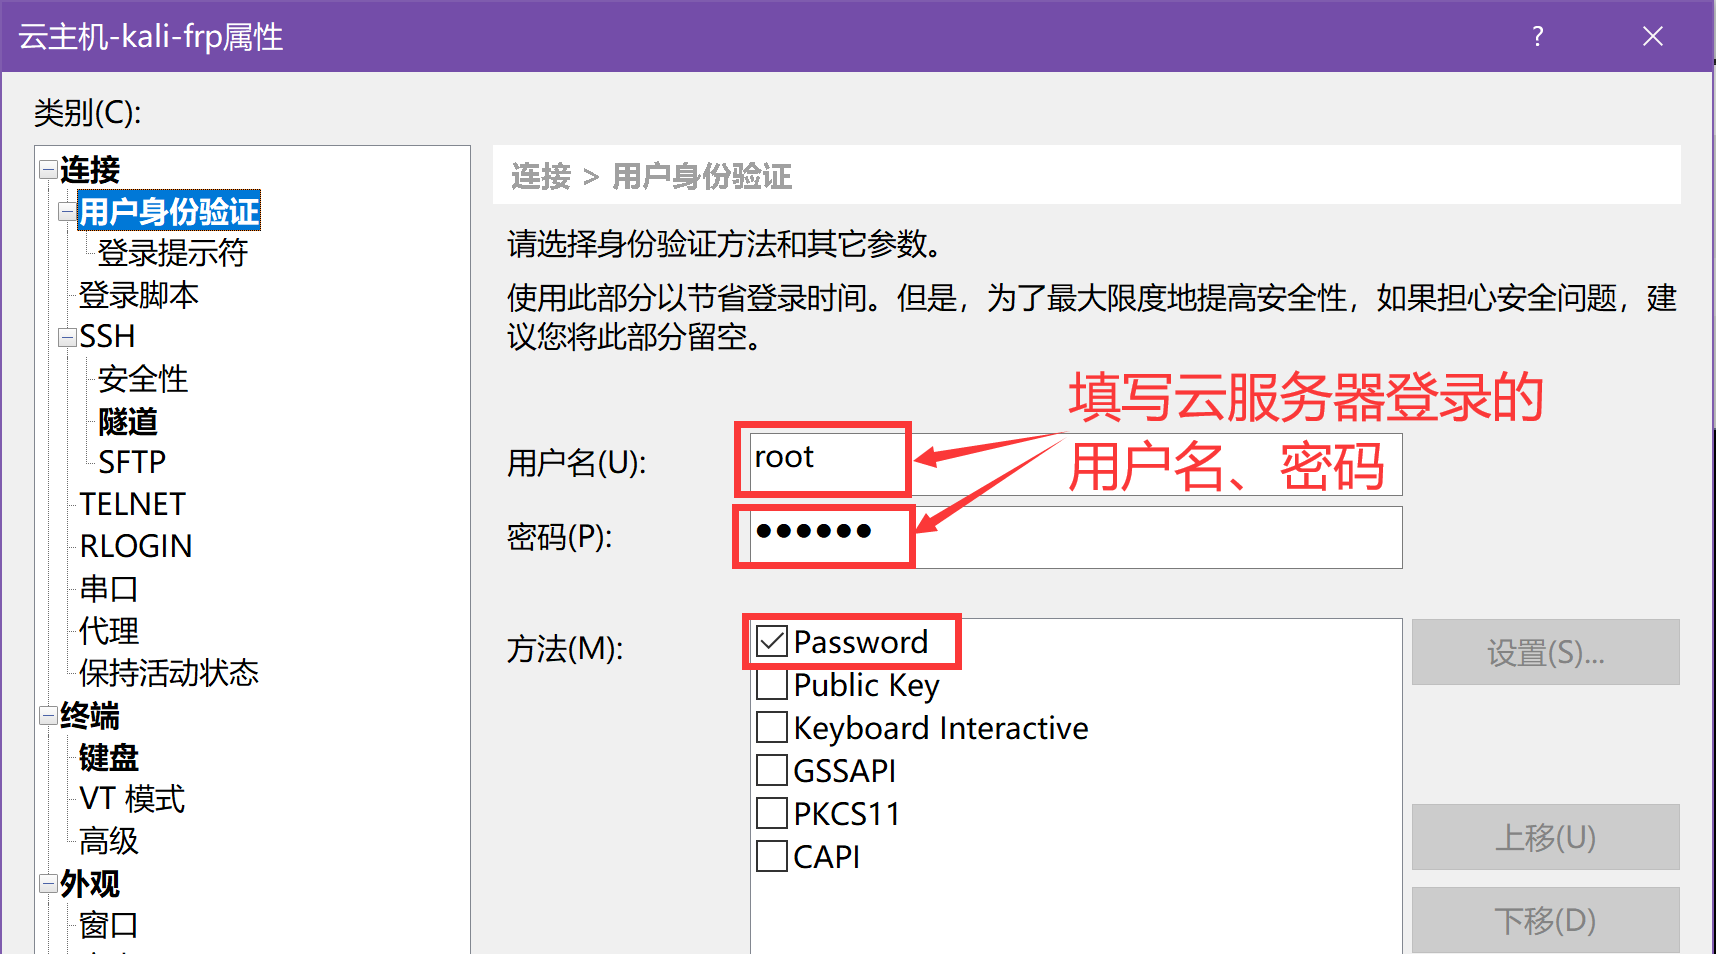 云主机-kali-frp属性
?
类别(C):
连接
用户身份验证
登录提示符
登录脚本
SSH
安全性
隧道
SFTP
TELNET
RLOGIN
串口
代理
保持活动状态
终端
键盘
VT 模式
高级
外观
窗口
连接 > 用户身份验证
请选择身份验证方法和其它参数。
使用此部分以节省登录时间。但是，为了最大限度地提高安全性，如果担心安全问题，建
议您将此部分留空。
填写云服务器登录的
用户名、密码
用户名(U):
root
密码(P):
●●●●●●
方法(M):
Password
Public Key
Keyboard Interactive
GSSAPI
PKCS11
CAPI
设置(S)...
上移(U)
下移(D)